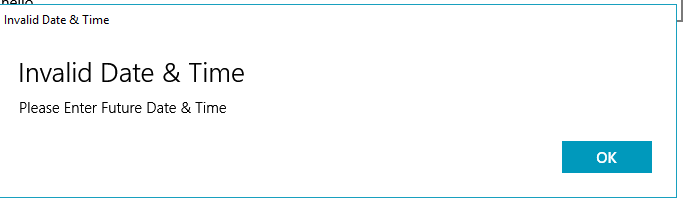 hello
Invalid Date & Time
Invalid Date & Time
Please Enter Future Date & Time
OK